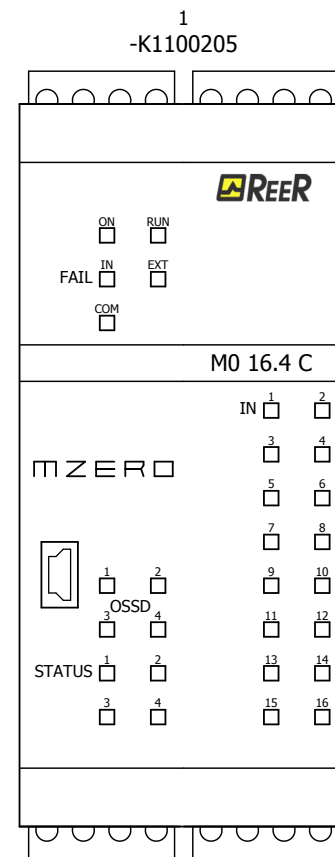 1
-K1100205
REER
ON RUN
FAIL IN EXT
COM
M0 16.4 C
IN 1 2
3 4
MZERO
5 6
7 8
1 2 9 10
OSSD
3 4 11 12
STATUS 1 2 13 14
3 4 15 16